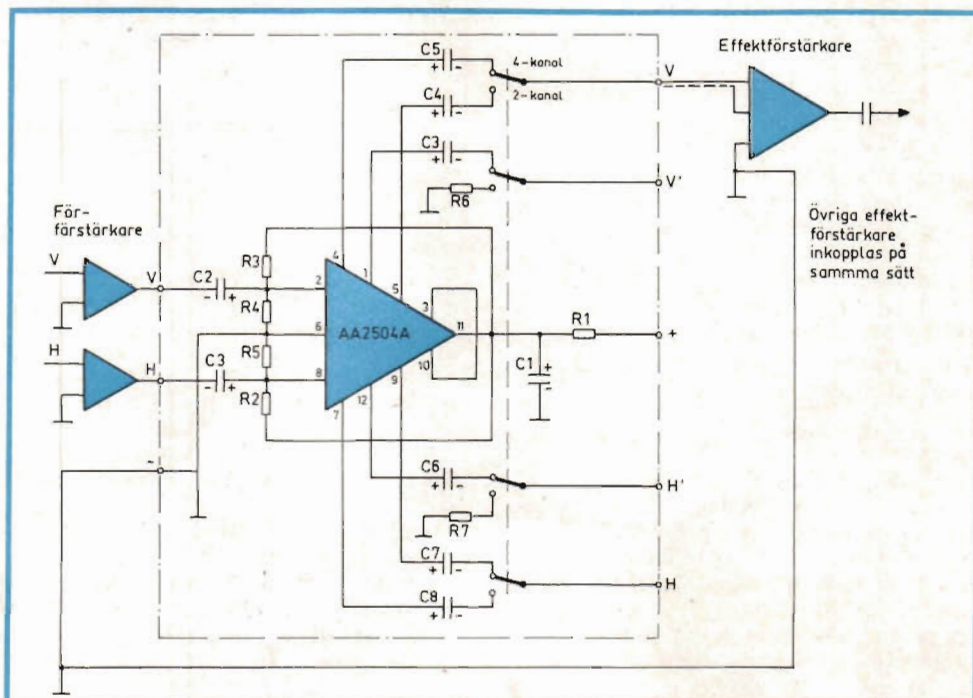 C5
+ -
4-kanal
Effektförstärkare
V
C4
2-kanal
+ -
C3
+ -
V'
R6
För-
förstärkare
Övriga effekt-
förstärkare
inkopplas på
sammma sätt
V
V
C2
- +
R3
R4
R5
R2
4
1
5
2
3
6
AA2504A
11
8
10
9
7
12
R1
+
C1
+
-
H
H
C3
- +
~
C6
+ -
H'
R7
C7
+ -
H
C8
+ -